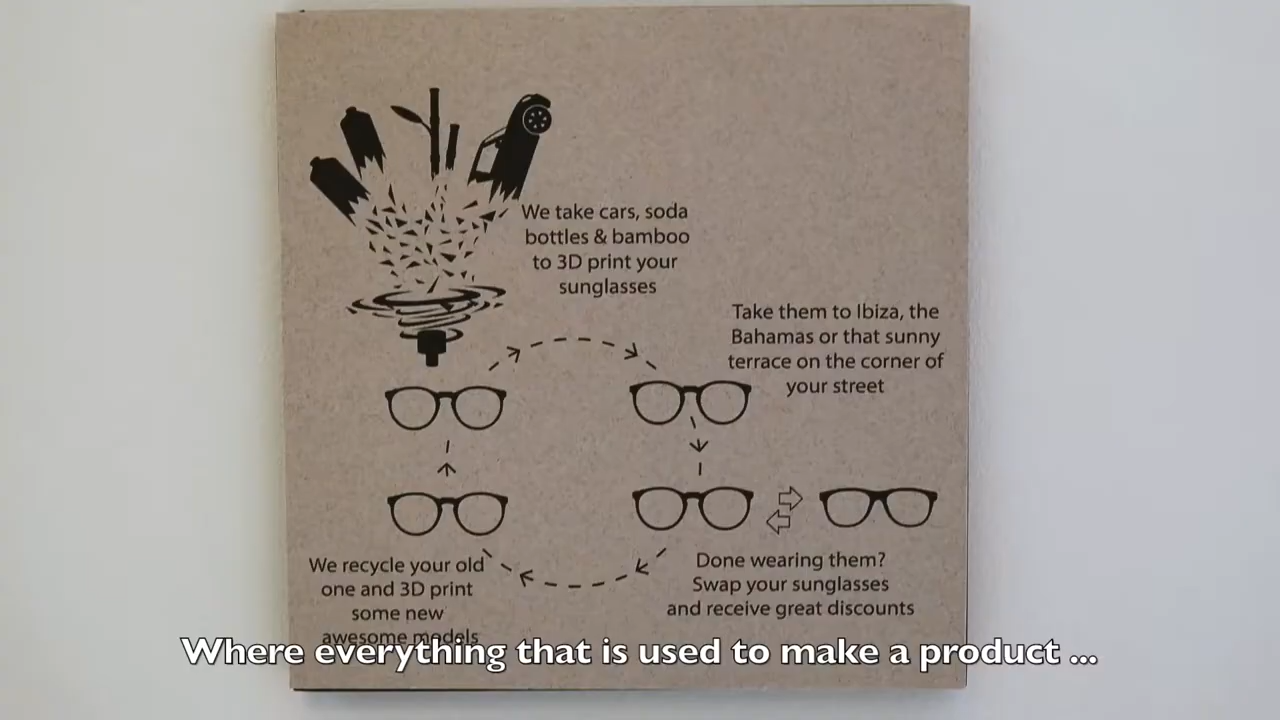 We take cars, soda
bottles & bamboo
to 3D print your
sunglasses
Take them to Ibiza, the
Bahamas or that sunny
terrace on the corner of
your street
Done wearing them?
Swap your sunglasses
and receive great discounts
We recycle your old
one and 3D print
some new
awesome models
Where everything that is used to make a product ...